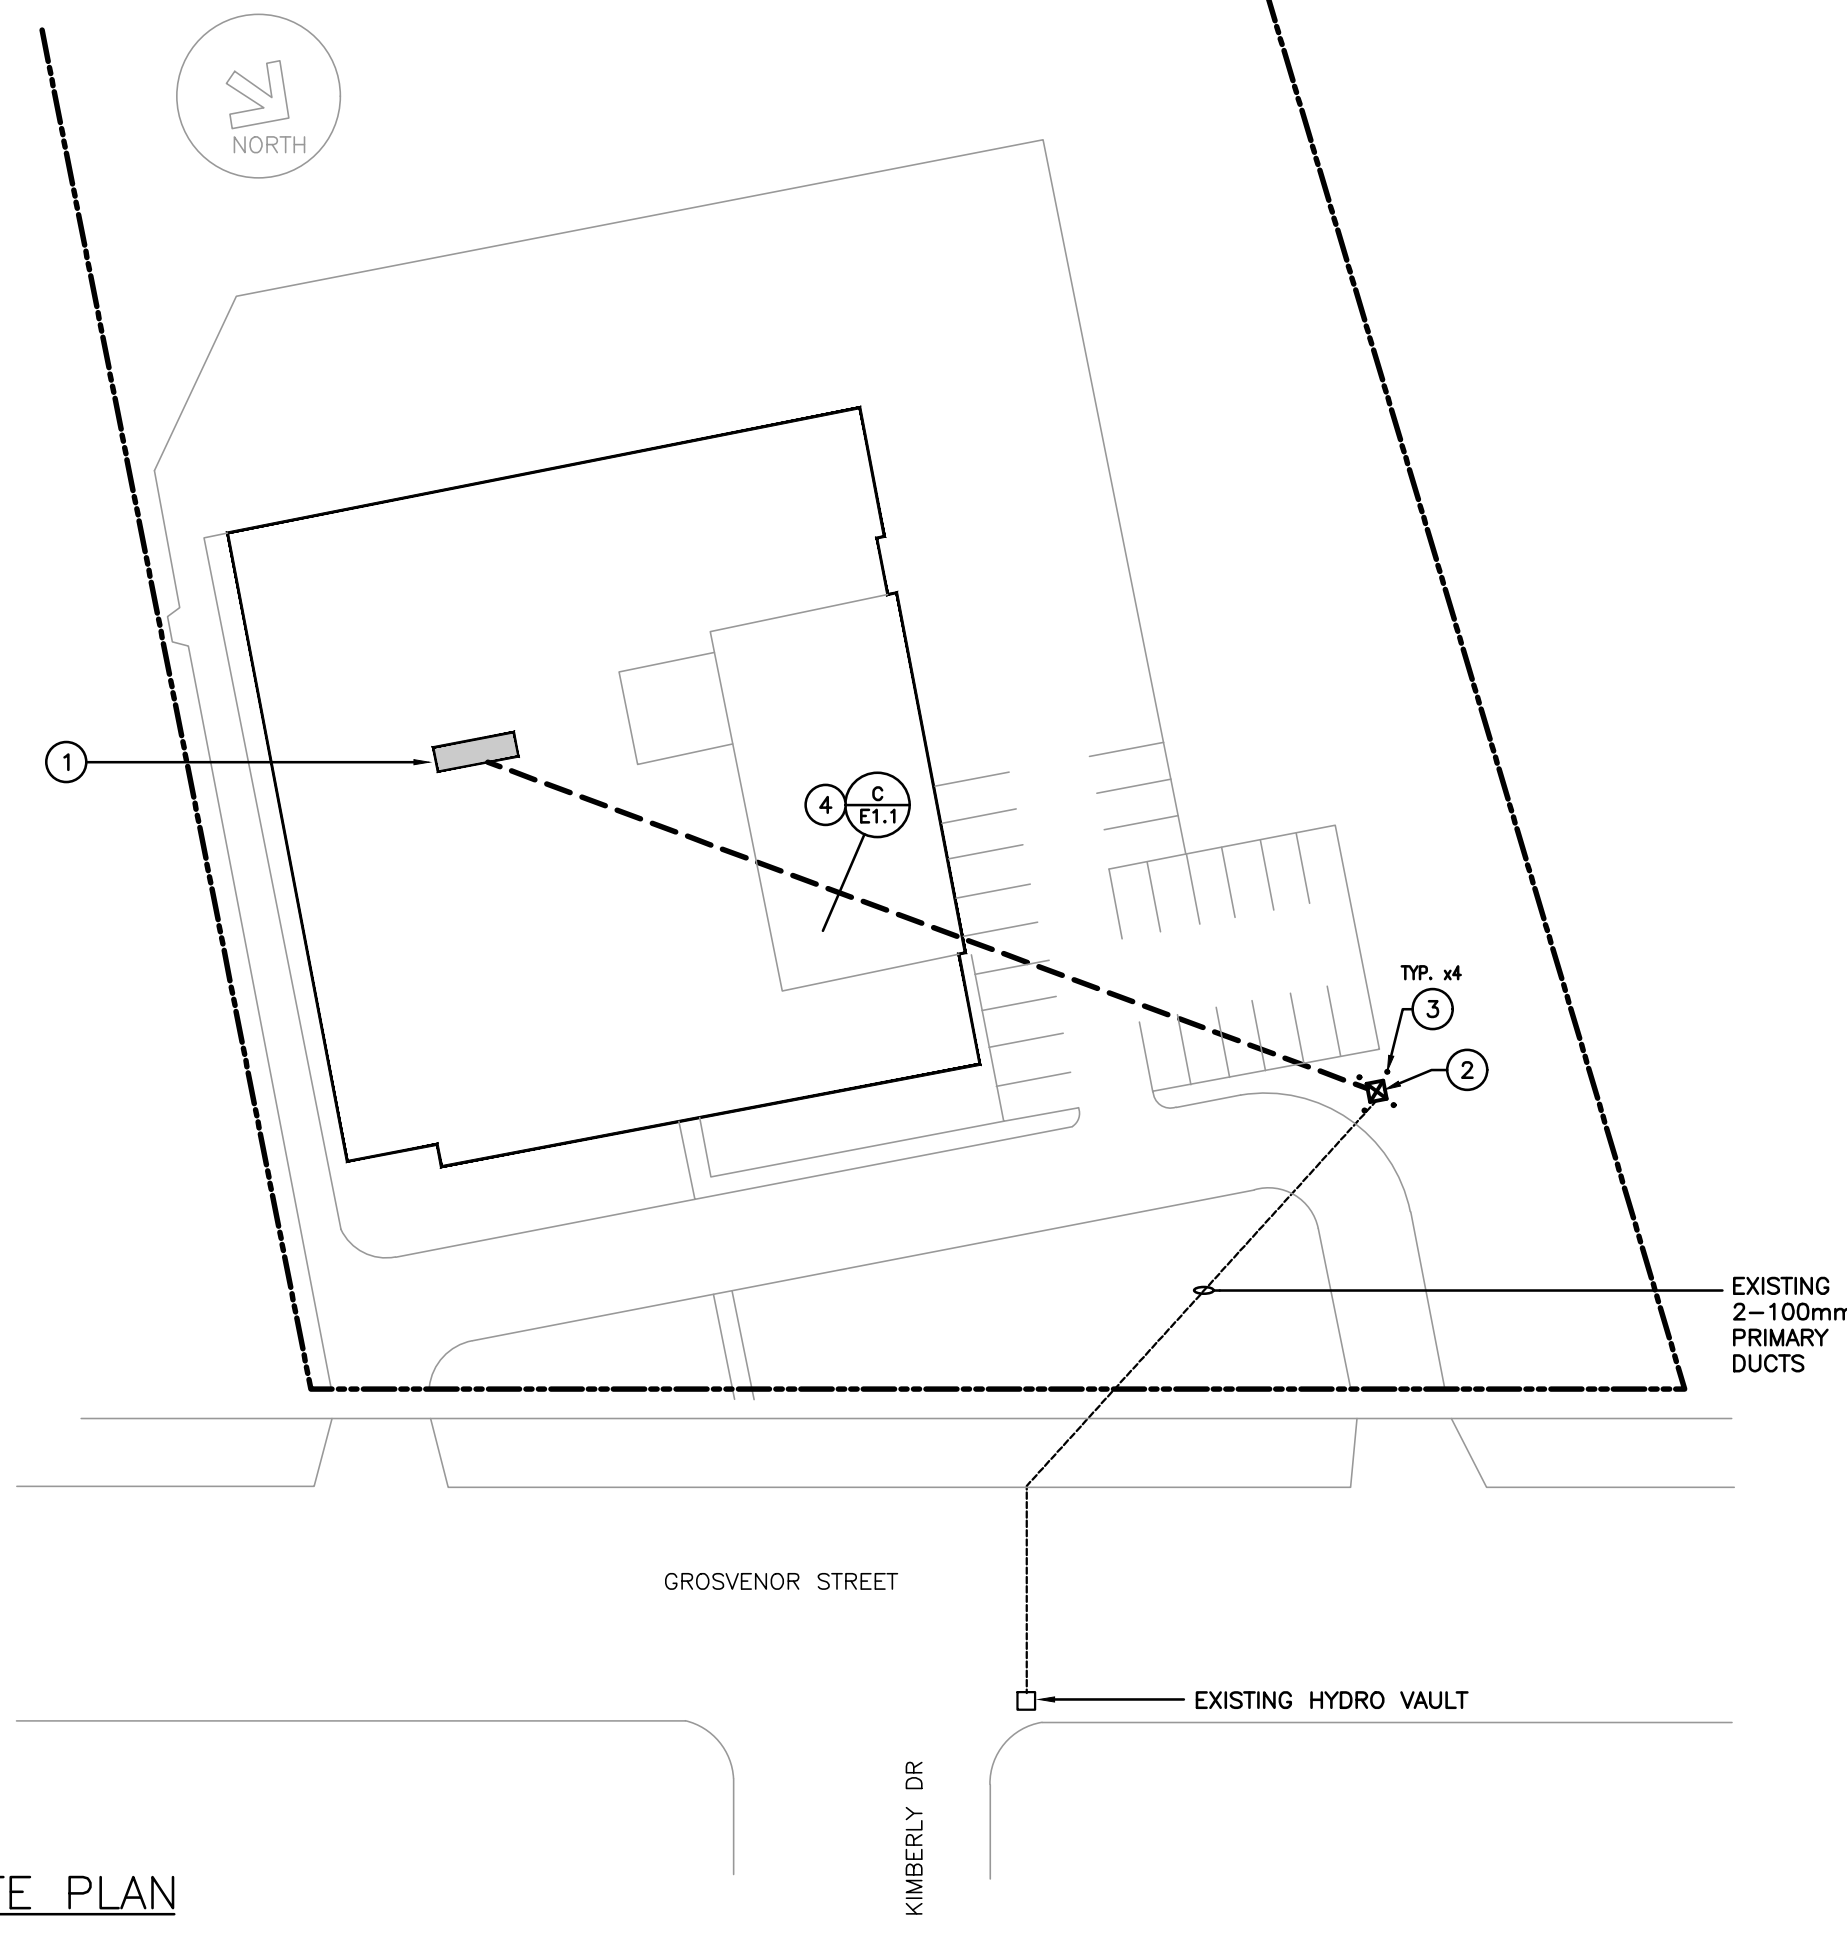 NORTH
1
4
C
E1.1
TYP. x4
3
2
EXISTING
2-100mm
PRIMARY
DUCTS
GROSVENOR STREET
EXISTING HYDRO VAULT
KIMBERLY DR
TE PLAN